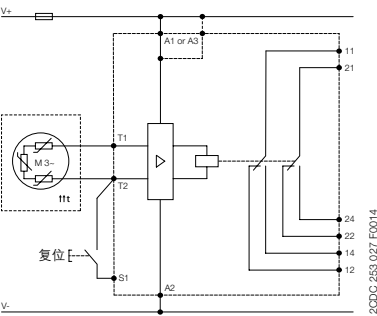 V+
A1 or A3
11
21
T1
M 3~
T2
24
22
14
12
复位
S1
A2
V-
2CDC 253 027 F0014